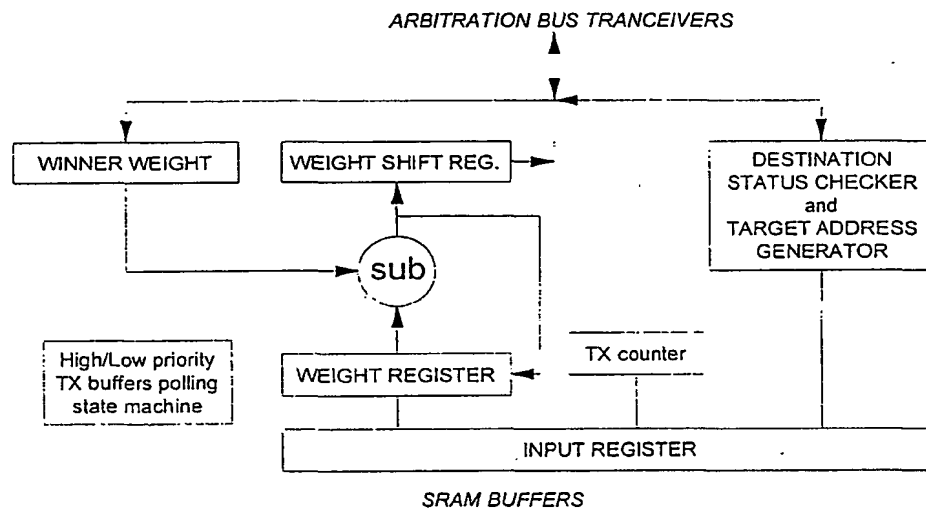 ARBITRATION BUS TRANCEIVERS
WINNER WEIGHT
WEIGHT SHIFT REG.
DESTINATION
STATUS CHECKER
and
TARGET ADDRESS
GENERATOR
sub
High/Low priority
TX buffers polling
state machine
WEIGHT REGISTER
TX counter
INPUT REGISTER
SRAM BUFFERS